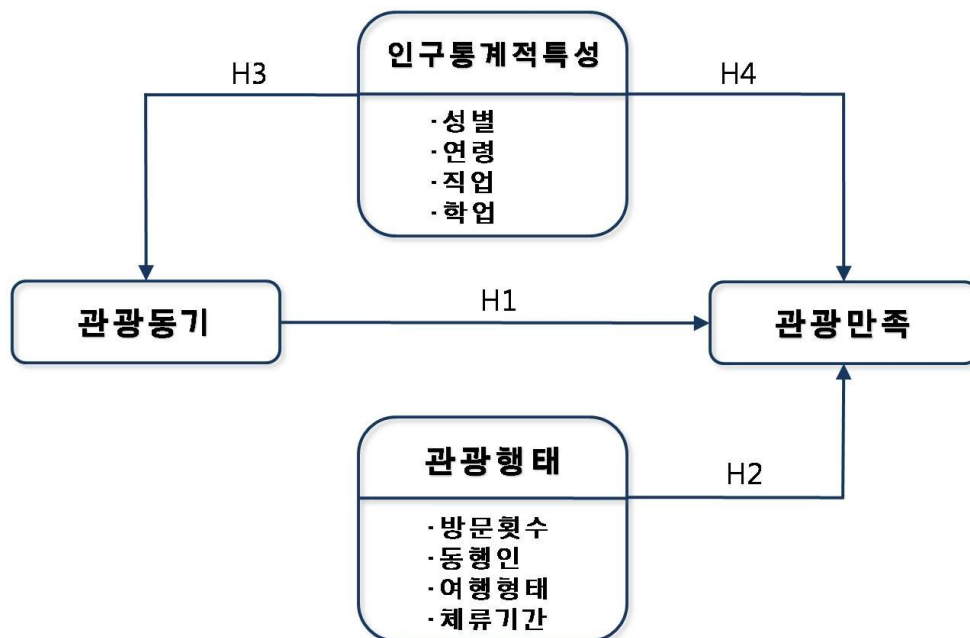 인구통계적특성
H3
H4
·성별
·연령
·직업
·학업
관광동기
H1
관광만족
관광행태
H2
·방문횟수
·동행인
·여행형태
·체류기간